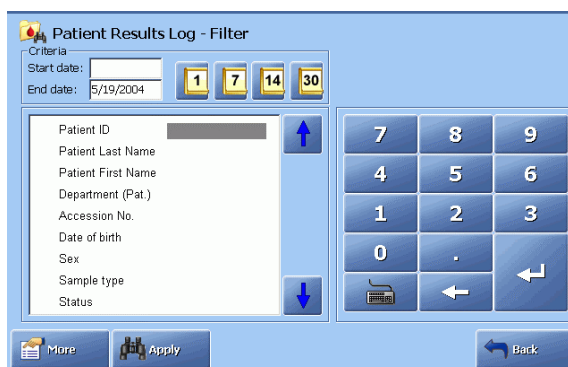 Patient Results Log - Filter
Criteria
Start date:
End date: 5/19/2004
1 7 14 30
Patient ID
Patient Last Name
Patient First Name
Department (Pat.)
Accession No.
Date of birth
Sex
Sample type
Status
7 8 9
4 5 6
1 2 3
0 .
More Apply Back